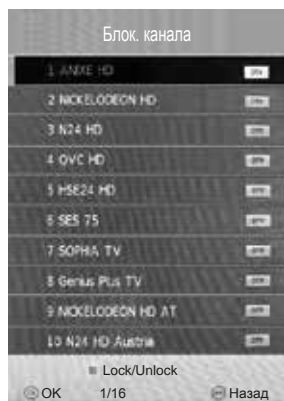 Блок. канала
1 ANIXE HD
2 NICKELODEON HD
3 N24 HD
4 QVC HD
5 HSE24 HD
6 SES 75
7 SOPHIA TV
8 Genius Plus TV
9 NICKELODEON HD AT
10 N24 HD Austria
Lock/Unlock
OK 1/16 Назад